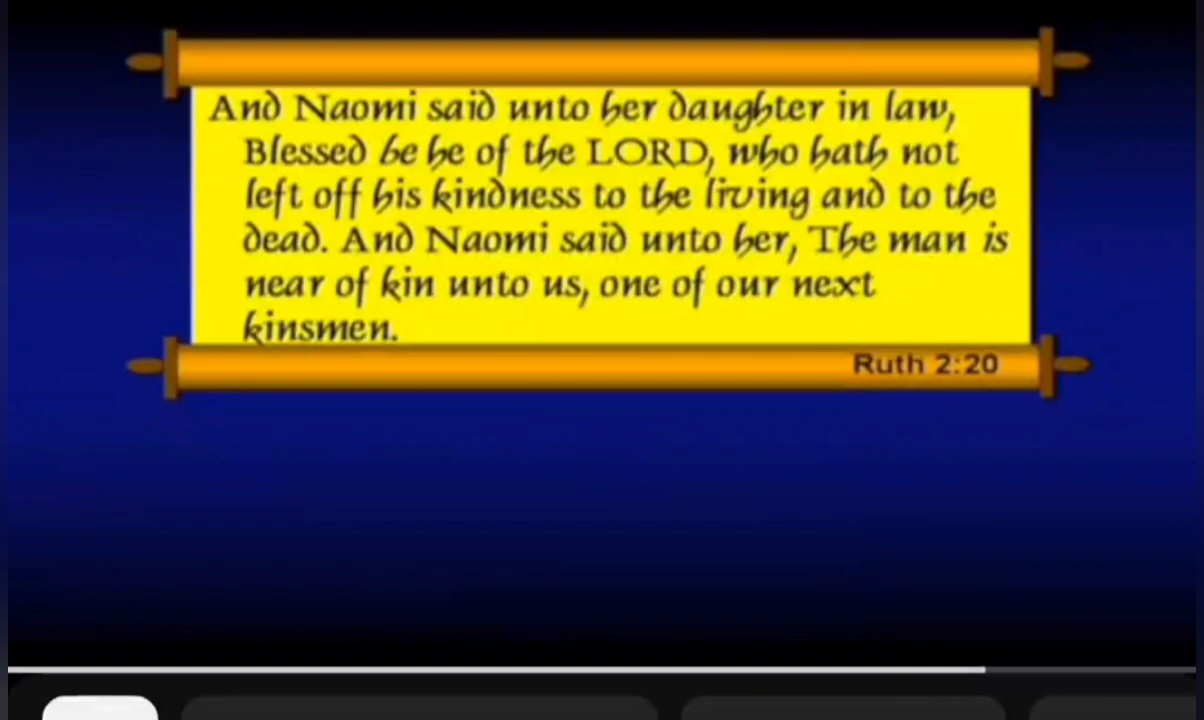 And Naomi said unto her daughter in law,
Blessed be he of the LORD, who hath not
left off his kindness to the living and to the
dead. And Naomi said unto her, The man is
near of kin unto us, one of our next
kinsmen.
Ruth 2:20